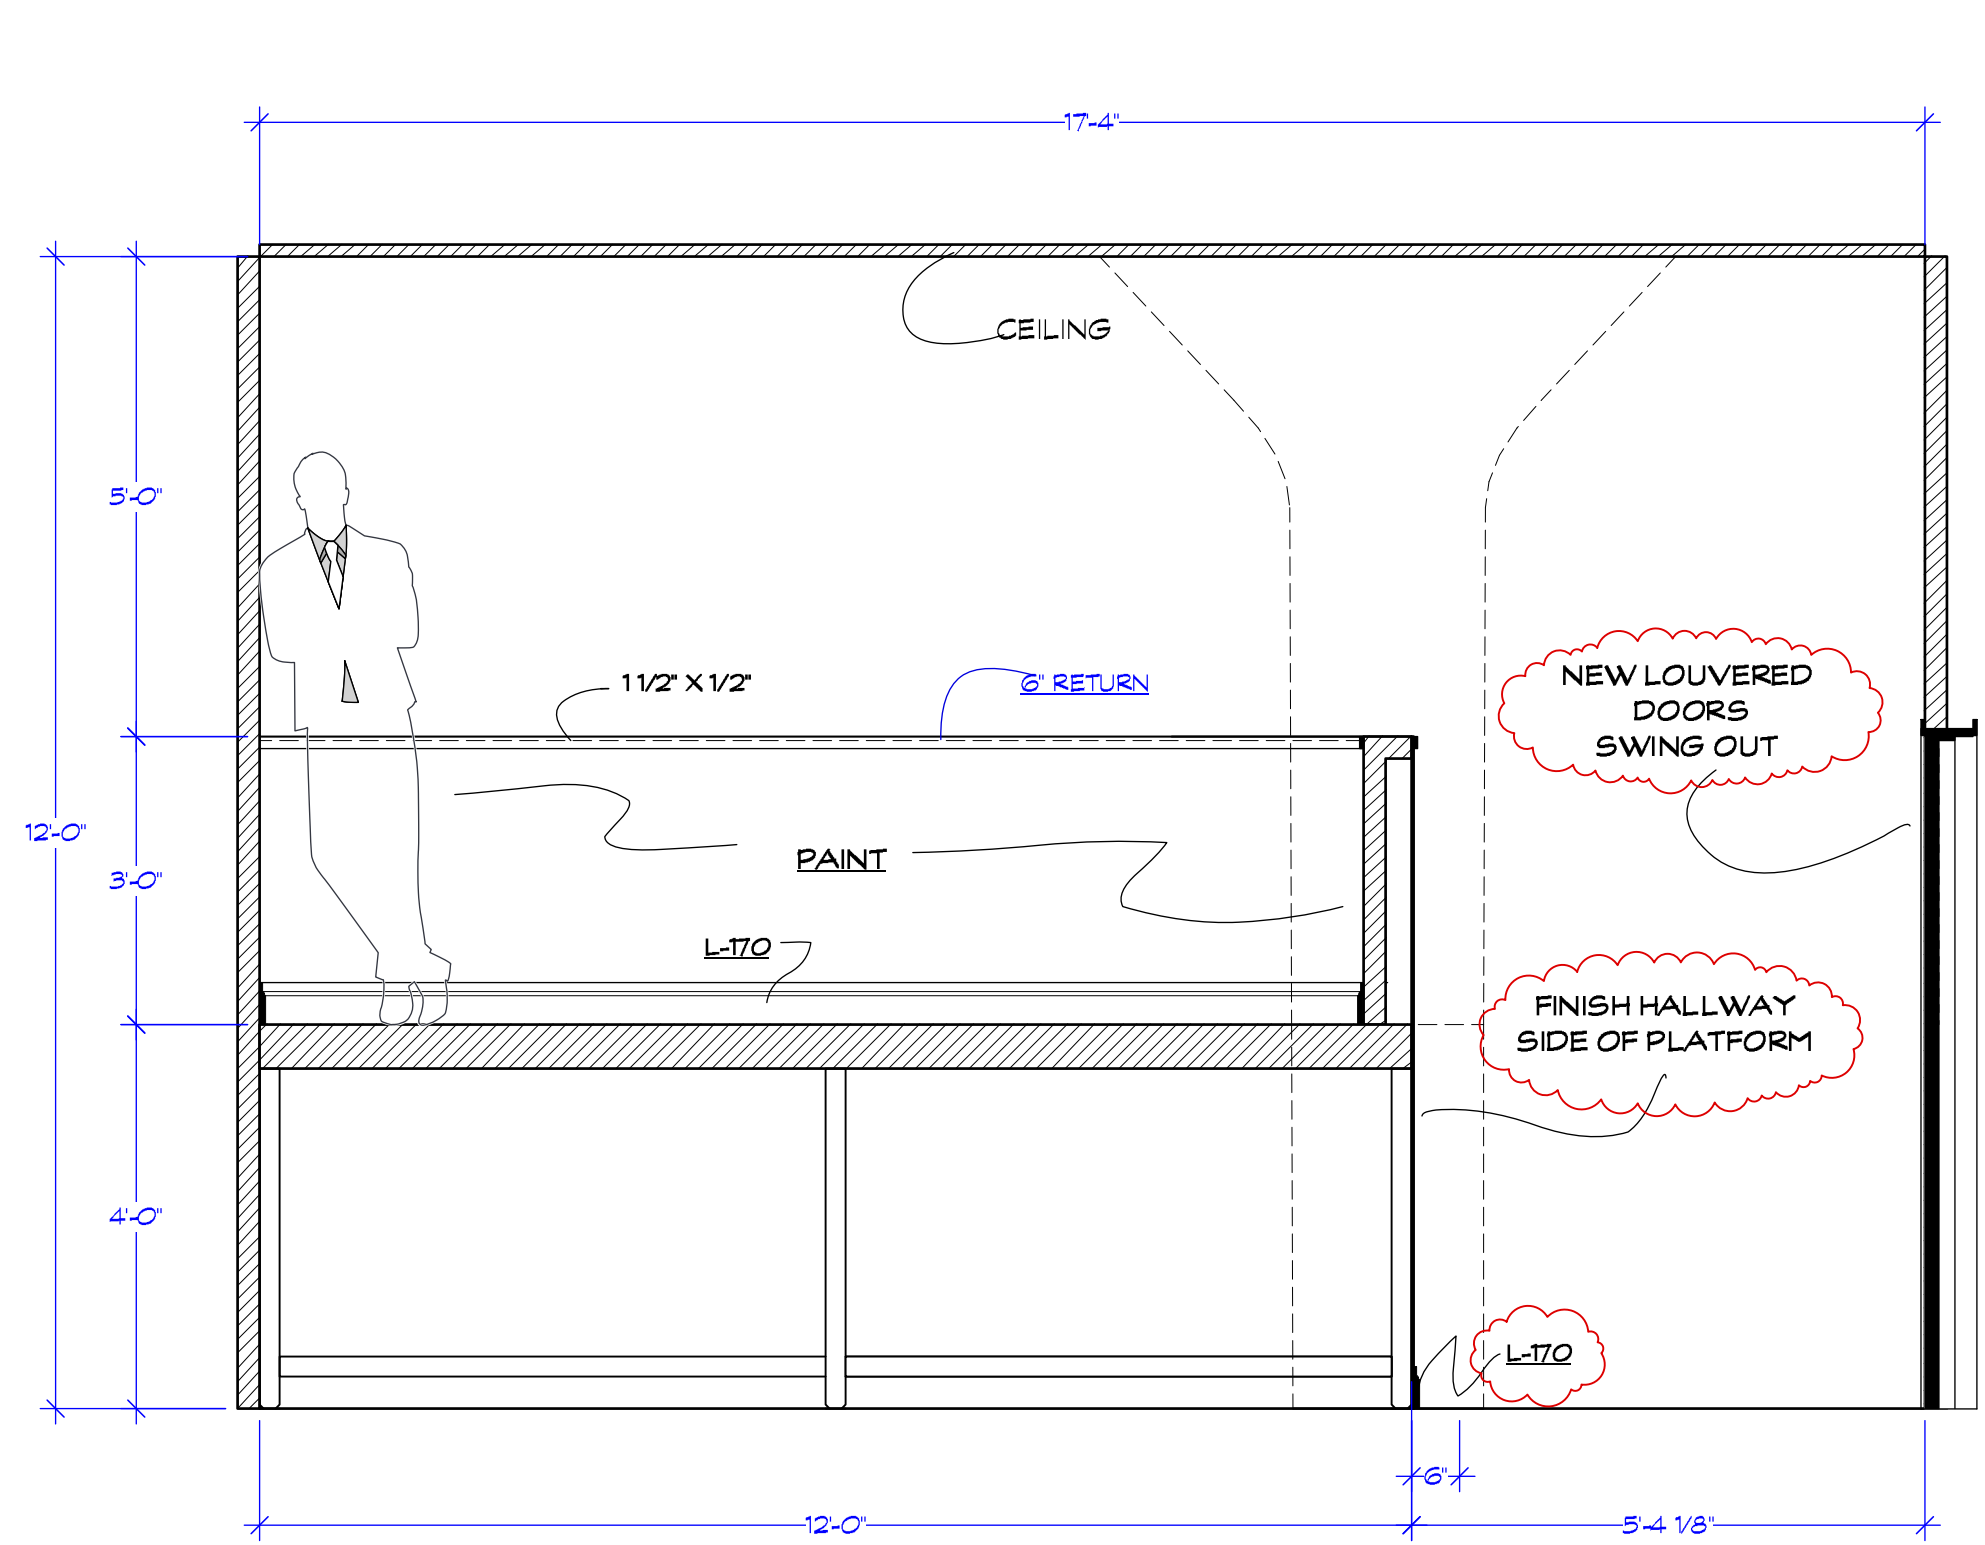 17'-4"
CEILING
5'-0"
1 1/2" X 1/2"
6" RETURN
NEW LOUVERED
DOORS
SWING OUT
12'-0"
PAINT
3'-0"
L-170
FINISH HALLWAY
SIDE OF PLATFORM
4'-0"
L-170
6"
12'-0"
5'-4 1/8"